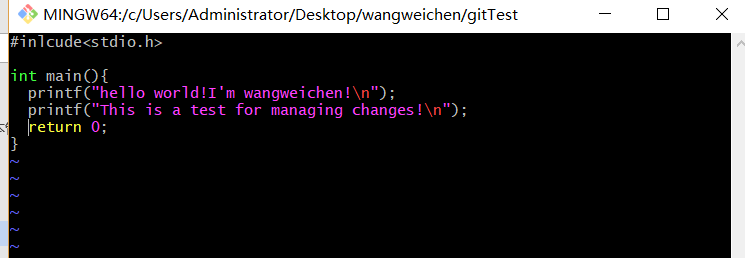 MINGW64:/c/Users/Administrator/Desktop/wangweichen/gitTest
#inlcude<stdio.h>
int main(){
printf("hello world!I'm wangweichen!\n");
printf("This is a test for managing changes!\n");
return 0;
}
~
~
~
~
~
~